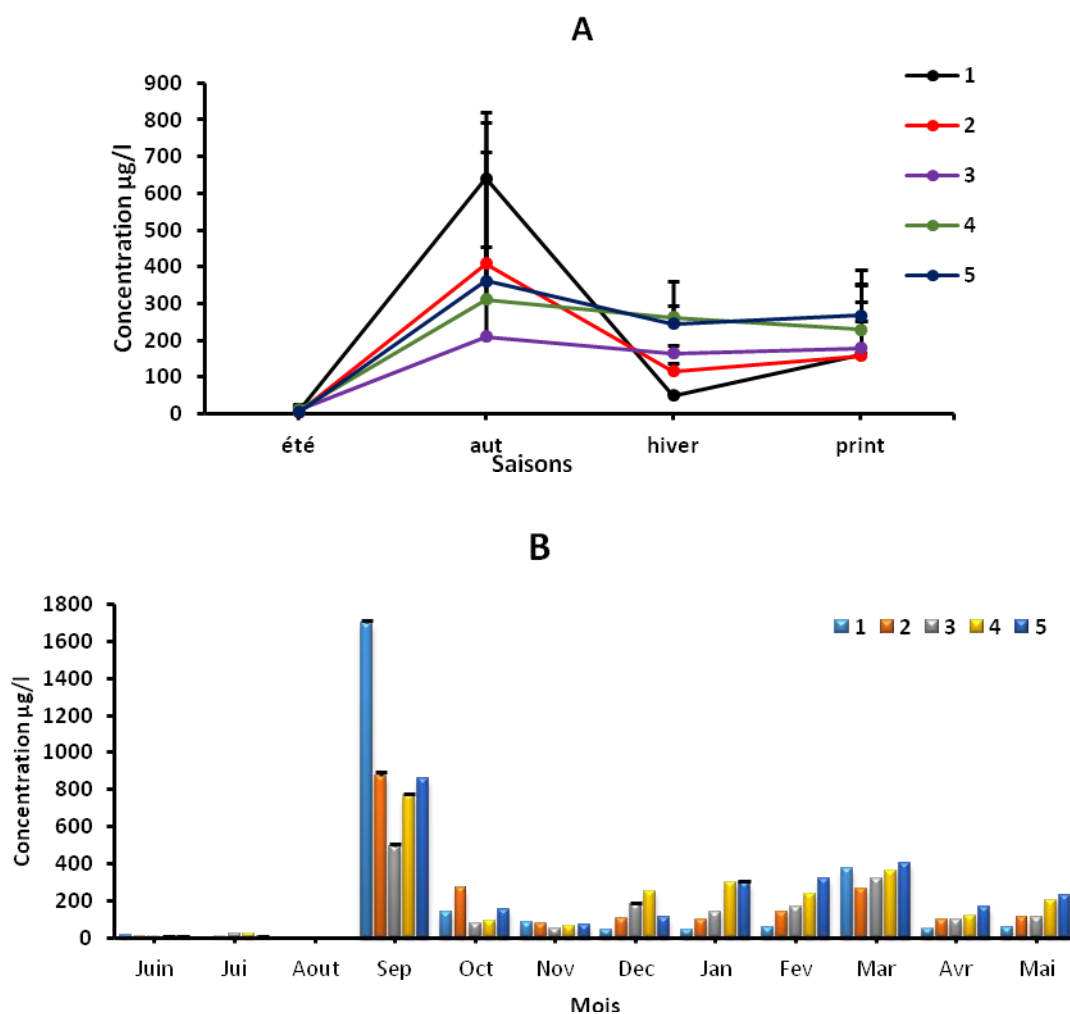 A
Concentration µg/l
900
800
700
600
500
400
300
200
100
0
été aut hiver print
Saisons
1
2
3
4
5
B
Concentration µg/l
1800
1600
1400
1200
1000
800
600
400
200
0
1 2 3 4 5
Juin Jui Aout Sep Oct Nov Dec Jan Fev Mar Avr Mai
Mois